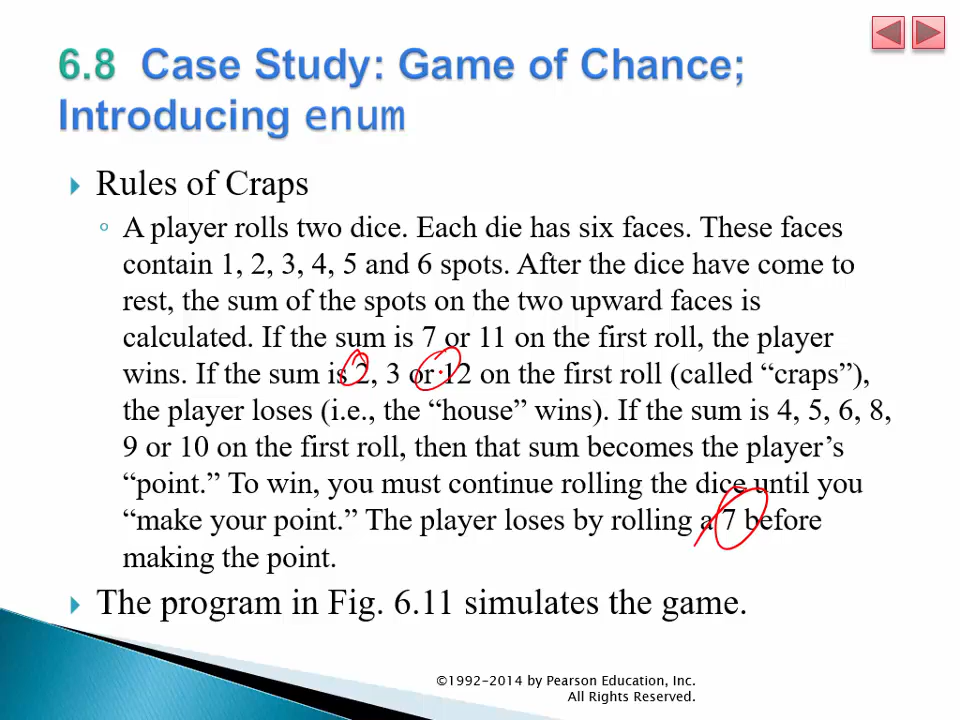 6.8 Case Study: Game of Chance;
Introducing enum
Rules of Craps
A player rolls two dice. Each die has six faces. These faces
contain 1, 2, 3, 4, 5 and 6 spots. After the dice have come to
rest, the sum of the spots on the two upward faces is
calculated. If the sum is 7 or 11 on the first roll, the player
wins. If the sum is 2, 3 or 12 on the first roll (called “craps”),
the player loses (i.e., the “house” wins). If the sum is 4, 5, 6, 8,
9 or 10 on the first roll, then that sum becomes the player’s
“point.” To win, you must continue rolling the dice until you
“make your point.” The player loses by rolling a 7 before
making the point.
The program in Fig. 6.11 simulates the game.
©1992-2014 by Pearson Education, Inc.
All Rights Reserved.